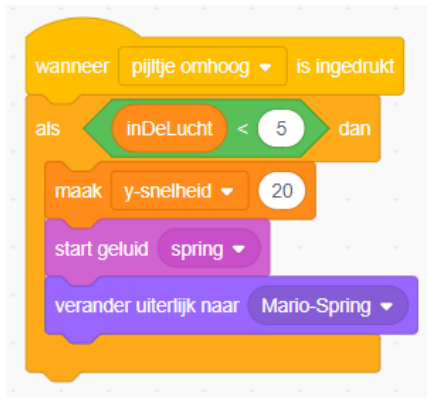 wanneer pijltje omhoog is ingedrukt
als inDeLucht < 5 dan
maak y-snelheid 20
start geluid spring
verander uiterlijk naar Mario-Spring